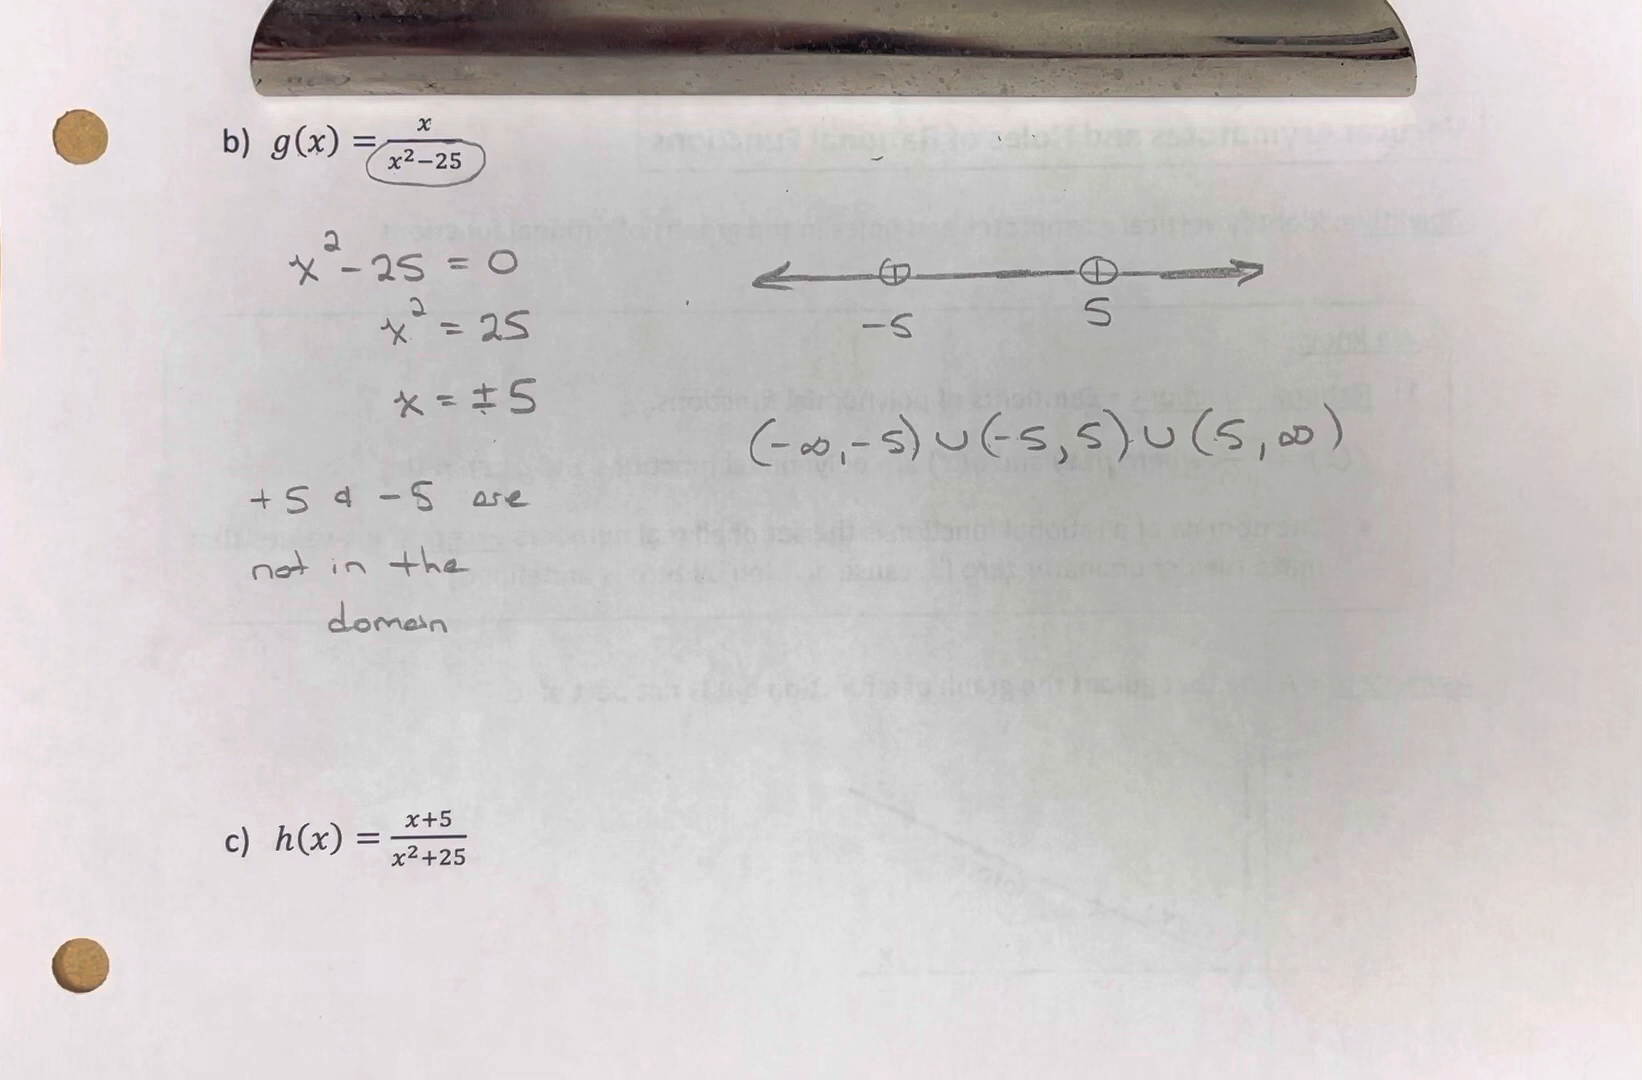 b) g(x) = x/(x²−25)
x² - 25 = 0
x² = 25
x = ± 5
+5 & -5 are
not in the
domain
-5 5
(-∞, -5) ∪ (-5, 5) ∪ (5, ∞)
c) h(x) = x+5/(x²+25)